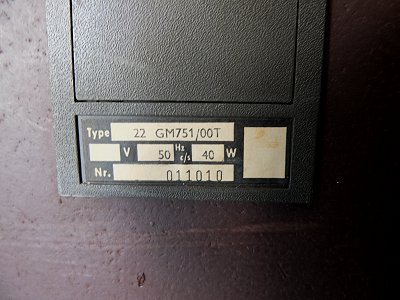 Type 22 GM751/00T
V 50 Hz c/s 40 W
Nr. 011010